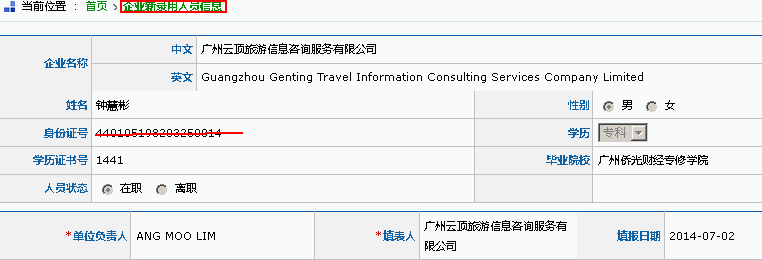 当前位置 ： 首页 > 企业新录用人员信息
企业名称 中文 广州云顶旅游信息咨询服务有限公司
英文 Guangzhou Genting Travel Information Consulting Services Company Limited
姓名 钟慧彬 性别 男 女
身份证号 学历 专科
学历证书号 1441 毕业院校 广州侨光财经专修学院
人员状态 在职 离职
*单位负责人 ANG MOO LIM *填表人 广州云顶旅游信息咨询服务有
限公司 填报日期 2014-07-02